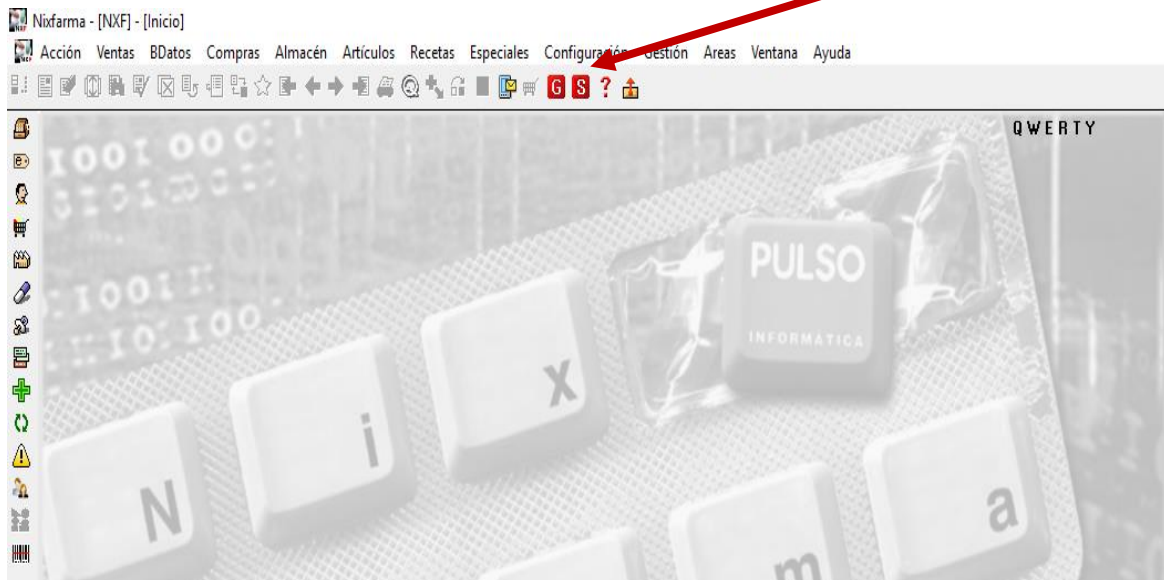 Nixfarma - [NXF] - [Inicio]
Acción Ventas BDatos Compras Almacén Artículos Recetas Especiales Configuración Gestión Areas Ventana Ayuda
G S ?
QWERTY
PULSO
INFORMÁTICA
N i x
m a